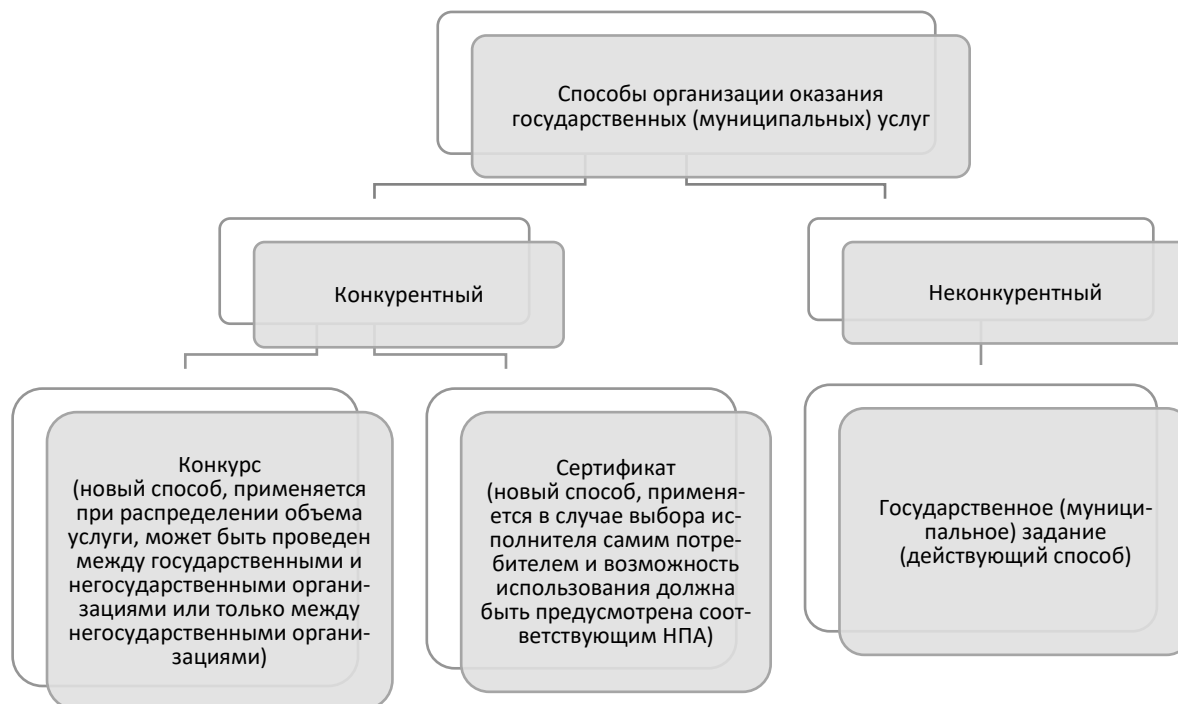 Способы организации оказания
государственных (муниципальных) услуг
Конкурентный
Неконкурентный
Конкурс
(новый способ, применяется
при распределении объема
услуги, может быть проведен
между государственными и
негосударственными органи-
зациями или только между
негосударственными органи-
зациями)
Сертификат
(новый способ, применя-
ется в случае выбора ис-
полнителя самим потре-
бителем и возможность
использования должна
быть предусмотрена соот-
ветствующим НПА)
Государственное (муници-
пальное) задание
(действующий способ)